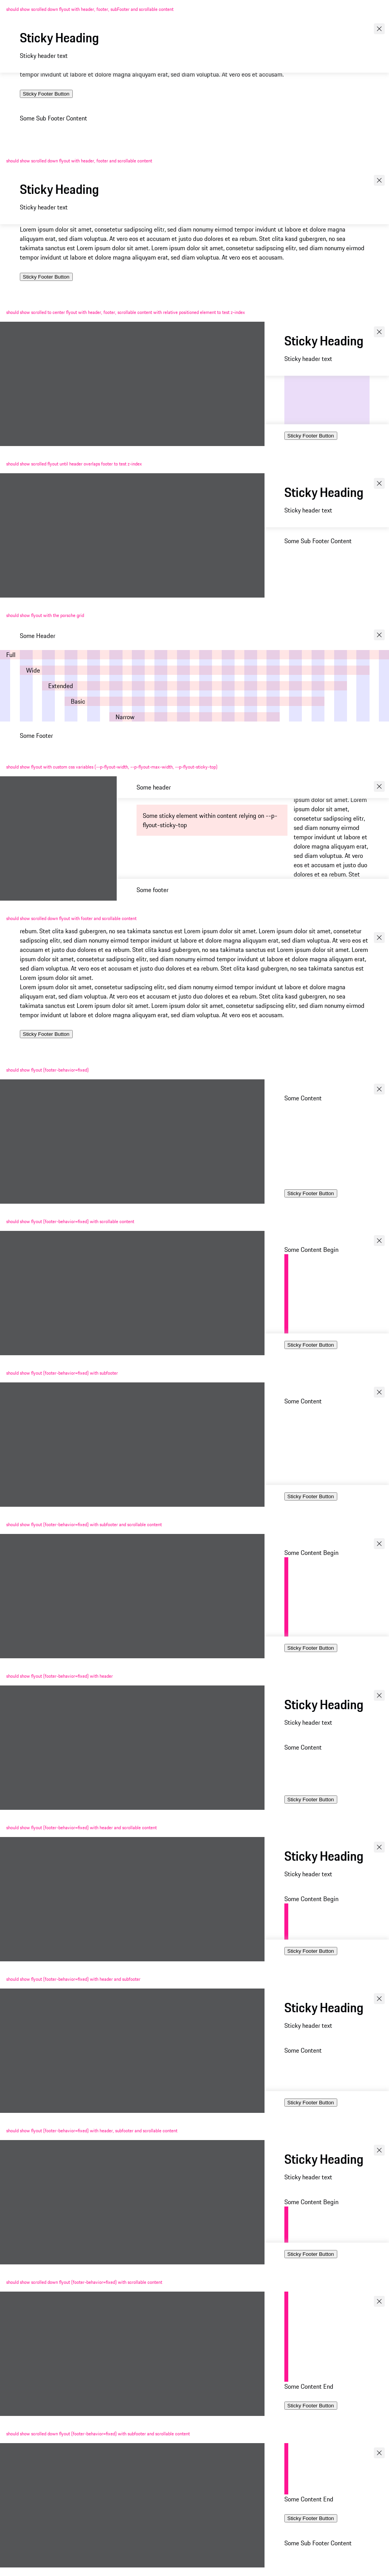 should show scrolled down flyout with header, footer, subFooter and scrollable content
Sticky Heading
Sticky header text
tempor invidunt ut labore et dolore magna aliquyam erat, sed diam voluptua. At vero eos et accusam.
Sticky Footer Button
Some Sub Footer Content
should show scrolled down flyout with header, footer and scrollable content
Sticky Heading
Sticky header text
Lorem ipsum dolor sit amet, consetetur sadipscing elitr, sed diam nonumy eirmod tempor invidunt ut labore et dolore magna
aliquyam erat, sed diam voluptua. At vero eos et accusam et justo duo dolores et ea rebum. Stet clita kasd gubergren, no sea
takimata sanctus est Lorem ipsum dolor sit amet. Lorem ipsum dolor sit amet, consetetur sadipscing elitr, sed diam nonumy eirmod
tempor invidunt ut labore et dolore magna aliquyam erat, sed diam voluptua. At vero eos et accusam.
Sticky Footer Button
should show scrolled to center flyout with header, footer, scrollable content with relative positioned element to test z-index
Sticky Heading
Sticky header text
Sticky Footer Button
should show scrolled flyout until header overlaps footer to test z-index
Sticky Heading
Sticky header text
Some Sub Footer Content
should show flyout with the porsche grid
Some Header
Full
Wide
Extended
Basic
Narrow
Some Footer
should show flyout with custom css variables (--p-flyout-width, --p-flyout-max-width, --p-flyout-sticky-top)
Some header
Some sticky element within content relying on --p-
flyout-sticky-top
ipsum dolor sit amet. Lorem
ipsum dolor sit amet,
consetetur sadipscing elitr,
sed diam nonumy eirmod
tempor invidunt ut labore et
dolore magna aliquyam erat,
sed diam voluptua. At vero
eos et accusam et justo duo
dolores et ea rebum. Stet
Some footer
should show scrolled down flyout with footer and scrollable content
rebum. Stet clita kasd gubergren, no sea takimata sanctus est Lorem ipsum dolor sit amet. Lorem ipsum dolor sit amet, consetetur
sadipscing elitr, sed diam nonumy eirmod tempor invidunt ut labore et dolore magna aliquyam erat, sed diam voluptua. At vero eos et
accusam et justo duo dolores et ea rebum. Stet clita kasd gubergren, no sea takimata sanctus est Lorem ipsum dolor sit amet. Lorem
ipsum dolor sit amet, consetetur sadipscing elitr, sed diam nonumy eirmod tempor invidunt ut labore et dolore magna aliquyam erat,
sed diam voluptua. At vero eos et accusam et justo duo dolores et ea rebum. Stet clita kasd gubergren, no sea takimata sanctus est
Lorem ipsum dolor sit amet.
Lorem ipsum dolor sit amet, consetetur sadipscing elitr, sed diam nonumy eirmod tempor invidunt ut labore et dolore magna
aliquyam erat, sed diam voluptua. At vero eos et accusam et justo duo dolores et ea rebum. Stet clita kasd gubergren, no sea
takimata sanctus est Lorem ipsum dolor sit amet. Lorem ipsum dolor sit amet, consetetur sadipscing elitr, sed diam nonumy eirmod
tempor invidunt ut labore et dolore magna aliquyam erat, sed diam voluptua. At vero eos et accusam.
Sticky Footer Button
should show flyout (footer-behavior=fixed)
Some Content
Sticky Footer Button
should show flyout (footer-behavior=fixed) with scrollable content
Some Content Begin
Sticky Footer Button
should show flyout (footer-behavior=fixed) with subfooter
Some Content
Sticky Footer Button
should show flyout (footer-behavior=fixed) with subfooter and scrollable content
Some Content Begin
Sticky Footer Button
should show flyout (footer-behavior=fixed) with header
Sticky Heading
Sticky header text
Some Content
Sticky Footer Button
should show flyout (footer-behavior=fixed) with header and scrollable content
Sticky Heading
Sticky header text
Some Content Begin
Sticky Footer Button
should show flyout (footer-behavior=fixed) with header and subfooter
Sticky Heading
Sticky header text
Some Content
Sticky Footer Button
should show flyout (footer-behavior=fixed) with header, subfooter and scrollable content
Sticky Heading
Sticky header text
Some Content Begin
Sticky Footer Button
should show scrolled down flyout (footer-behavior=fixed) with scrollable content
Some Content End
Sticky Footer Button
should show scrolled down flyout (footer-behavior=fixed) with subfooter and scrollable content
Some Content End
Sticky Footer Button
Some Sub Footer Content